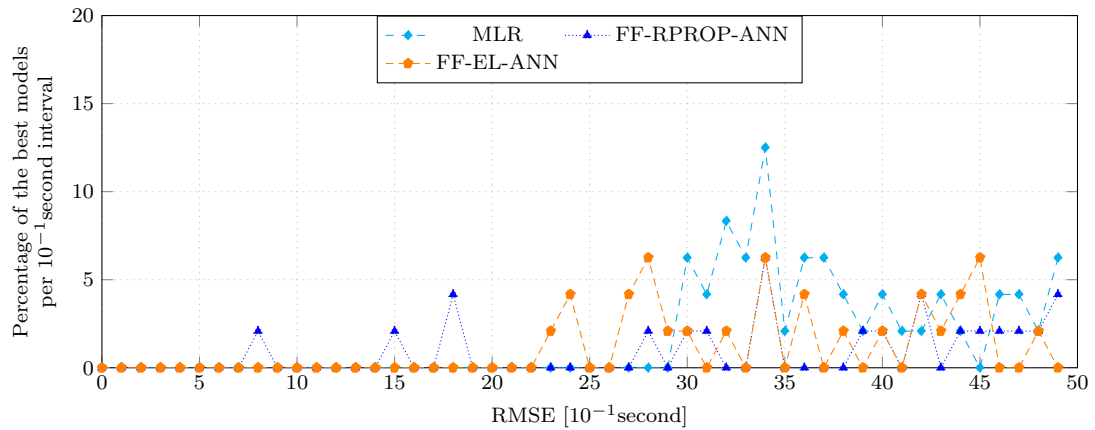 Percentage of the best models
per 10⁻¹second interval
20
15
10
5
0
MLR
FF-RPROP-ANN
FF-EL-ANN
0 5 10 15 20 25 30 35 40 45 50
RMSE [10⁻¹second]